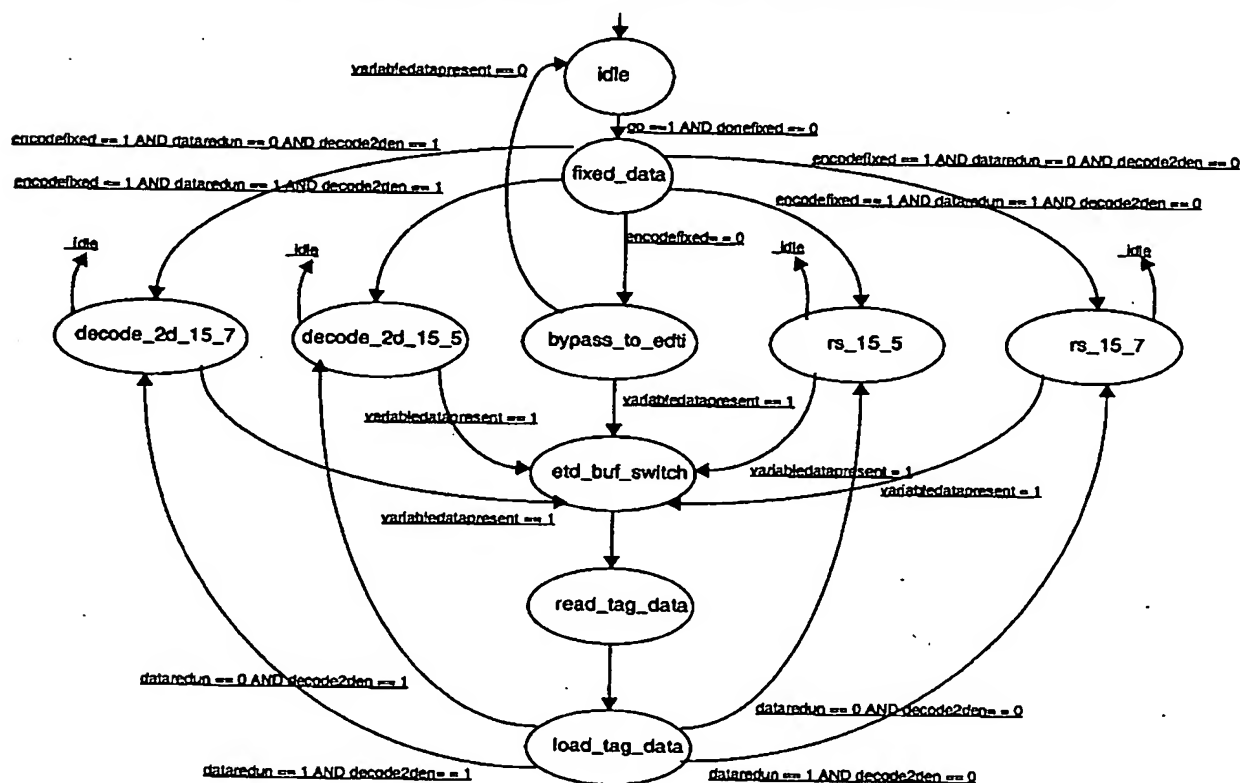 idle
variabledatapresent == 0
go ==1 AND donefixed == 0
encodefixed == 1 AND dataredun == 0 AND decode2den == 1
encodefixed == 1 AND dataredun == 0 AND decode2den == 0
fixed_data
encodefixed == 1 AND dataredun == 1 AND decode2den == 1
encodefixed == 1 AND dataredun == 1 AND decode2den == 0
encodefixed= = 0
_idle
_idle
_idle
_idle
decode_2d_15_7
decode_2d_15_5
bypass_to_edti
rs_15_5
rs_15_7
variabledatapresent == 1
variabledatapresent == 1
etd_buf_switch
variabledatapresent = 1
variabledatapresent = 1
variabledatapresent == 1
read_tag_data
dataredun == 0 AND decode2den == 1
dataredun == 0 AND decode2den= = 0
load_tag_data
dataredun == 1 AND decode2den= = 1
dataredun == 1 AND decode2den == 0